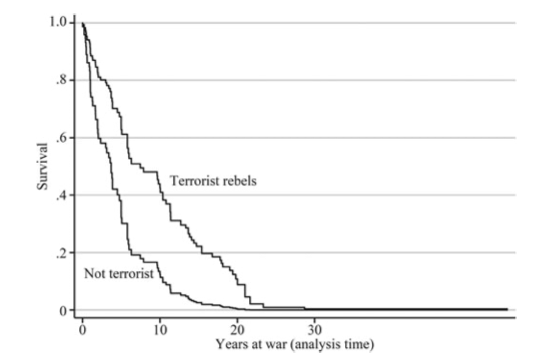 1.0
.8
.6
.4
.2
0
Survival
Terrorist rebels
Not terrorist
0 10 20 30
Years at war (analysis time)